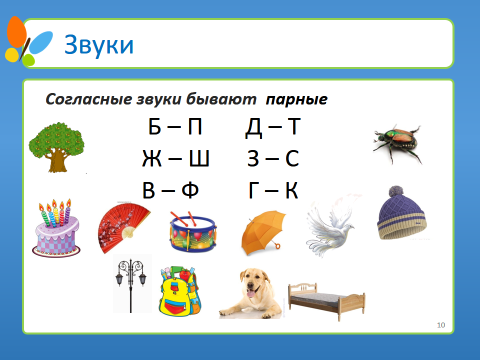 Звуки
Согласные звуки бывают парные
Б – П Д – Т
Ж – Ш З – С
В – Ф Г – К
10